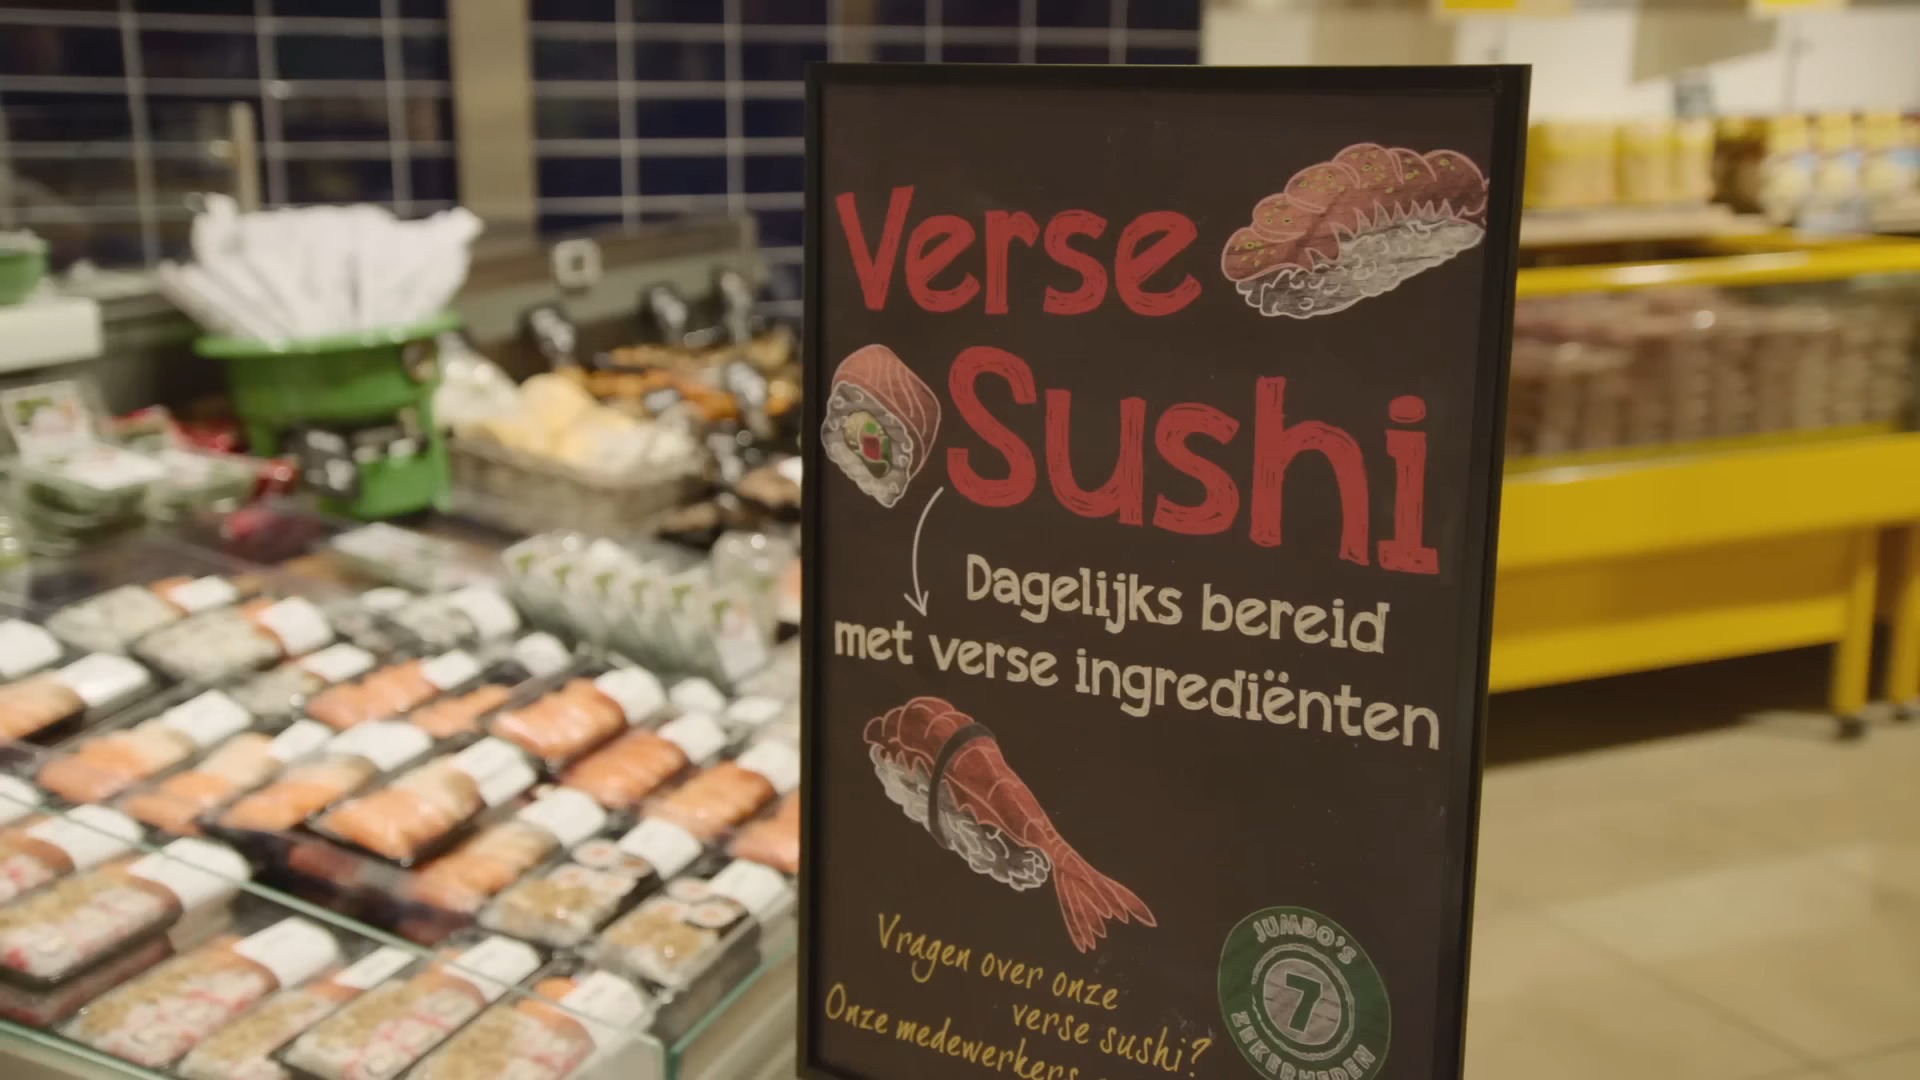 Verse
Sushi
Dagelijks bereid
met verse ingrediënten
Vragen over onze
verse sushi?
Onze medewerkers
JUMBO'S
7
ZEKERHEDEN